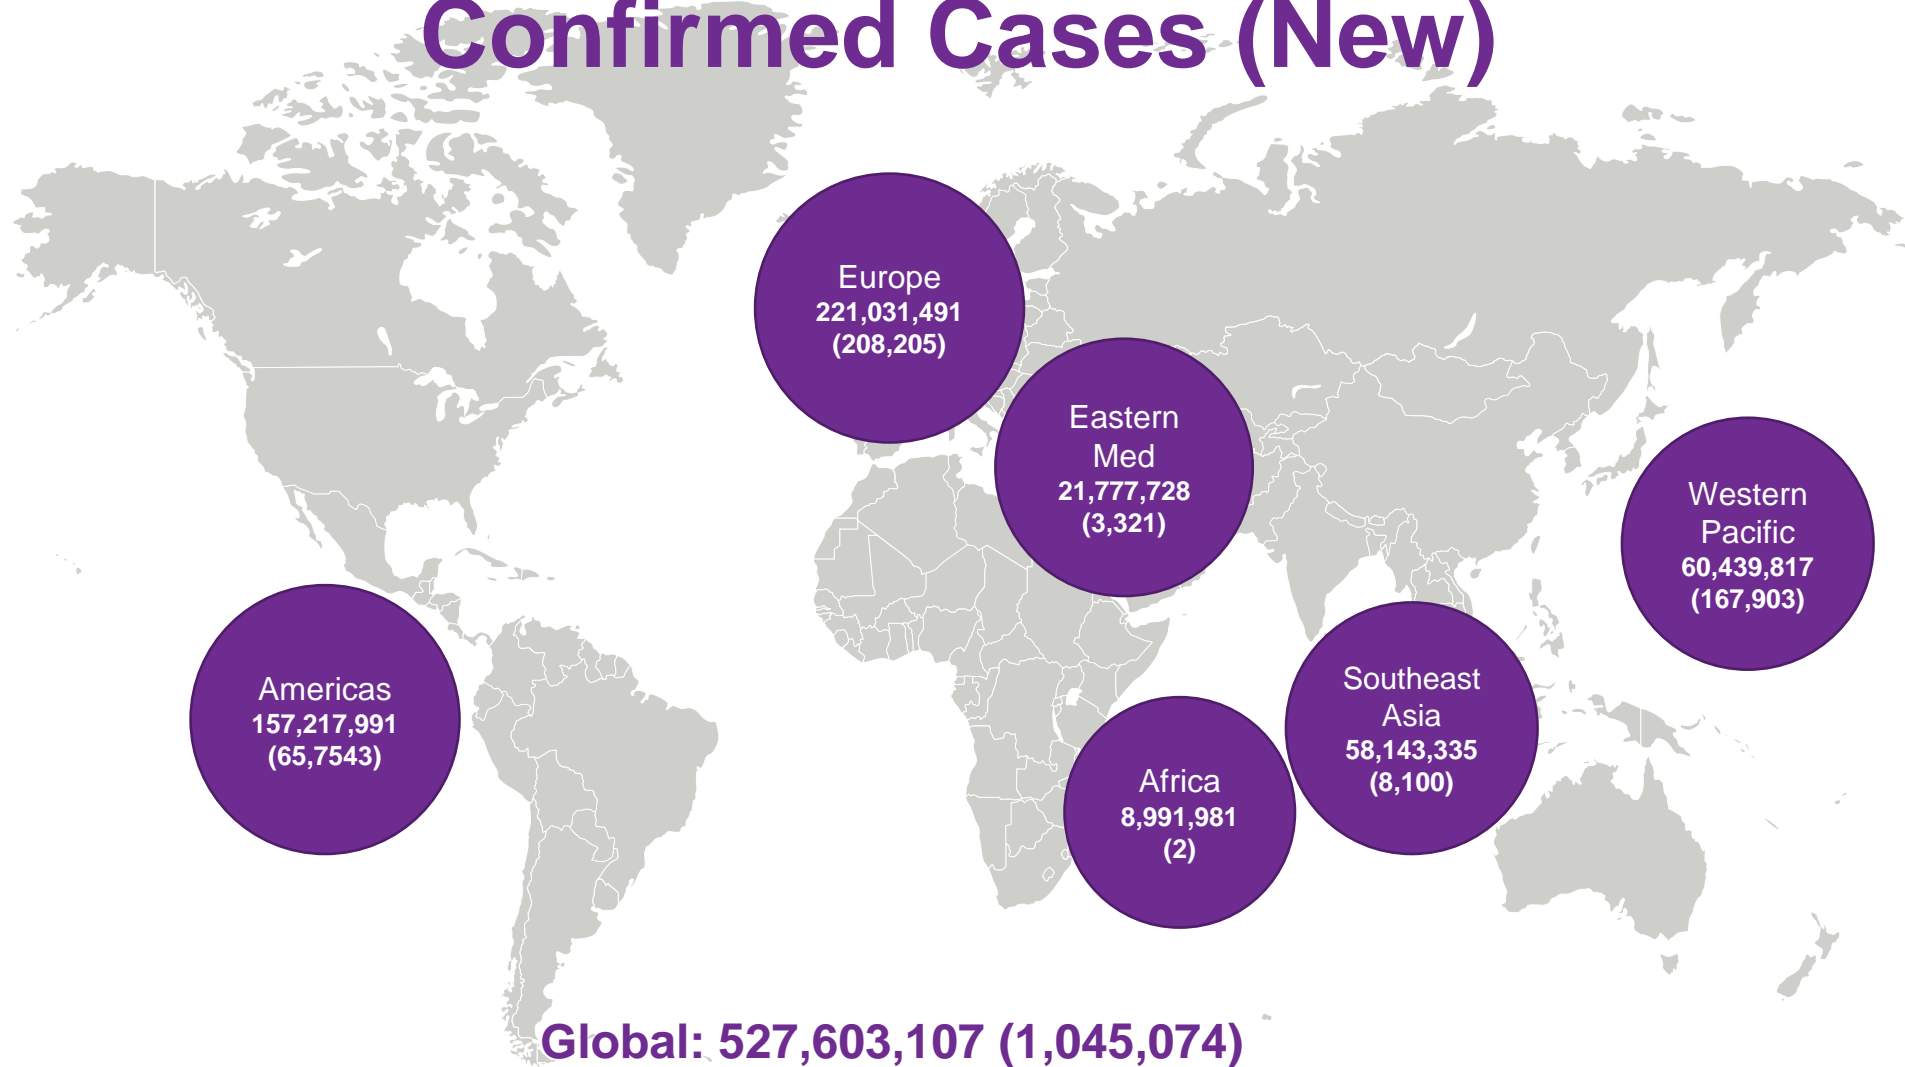 Confirmed Cases (New)
Europe
221,031,491
(208,205)
Eastern
Med
21,777,728
(3,321)
Western
Pacific
60,439,817
(167,903)
Americas
157,217,991
(65,7543)
Southeast
Asia
58,143,335
(8,100)
Africa
8,991,981
(2)
Global: 527,603,107 (1,045,074)